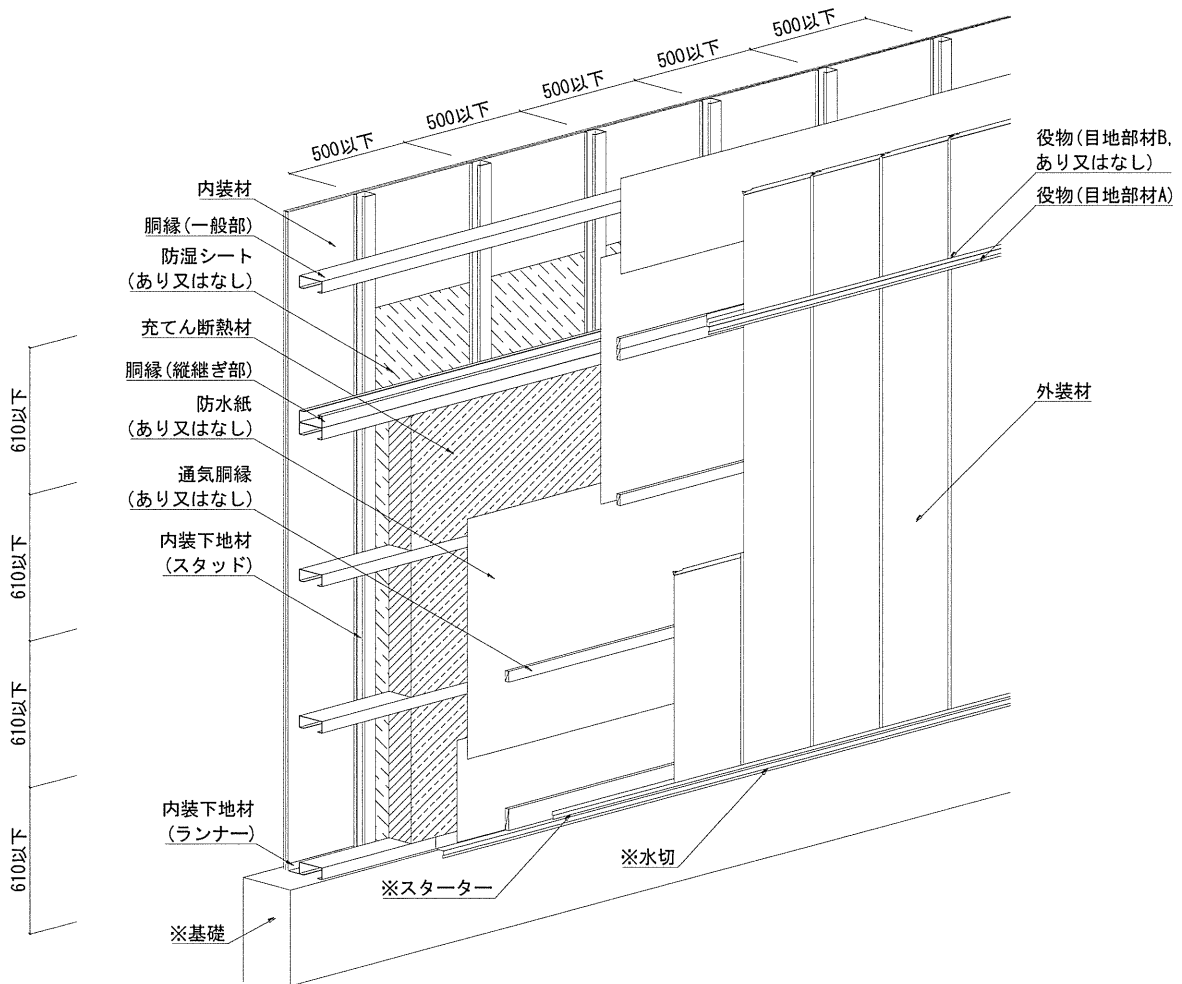 500以下
500以下
500以下
500以下
500以下
内装材
胴縁(一般部)
防湿シート
(あり又はなし)
充てん断熱材
胴縁(縦継ぎ部)
防水紙
(あり又はなし)
通気胴縁
(あり又はなし)
内装下地材
(スタッド)
内装下地材
(ランナー)
※基礎
610以下
610以下
610以下
610以下
役物(目地部材B,
あり又はなし)
役物(目地部材A)
外装材
※水切
※スターター